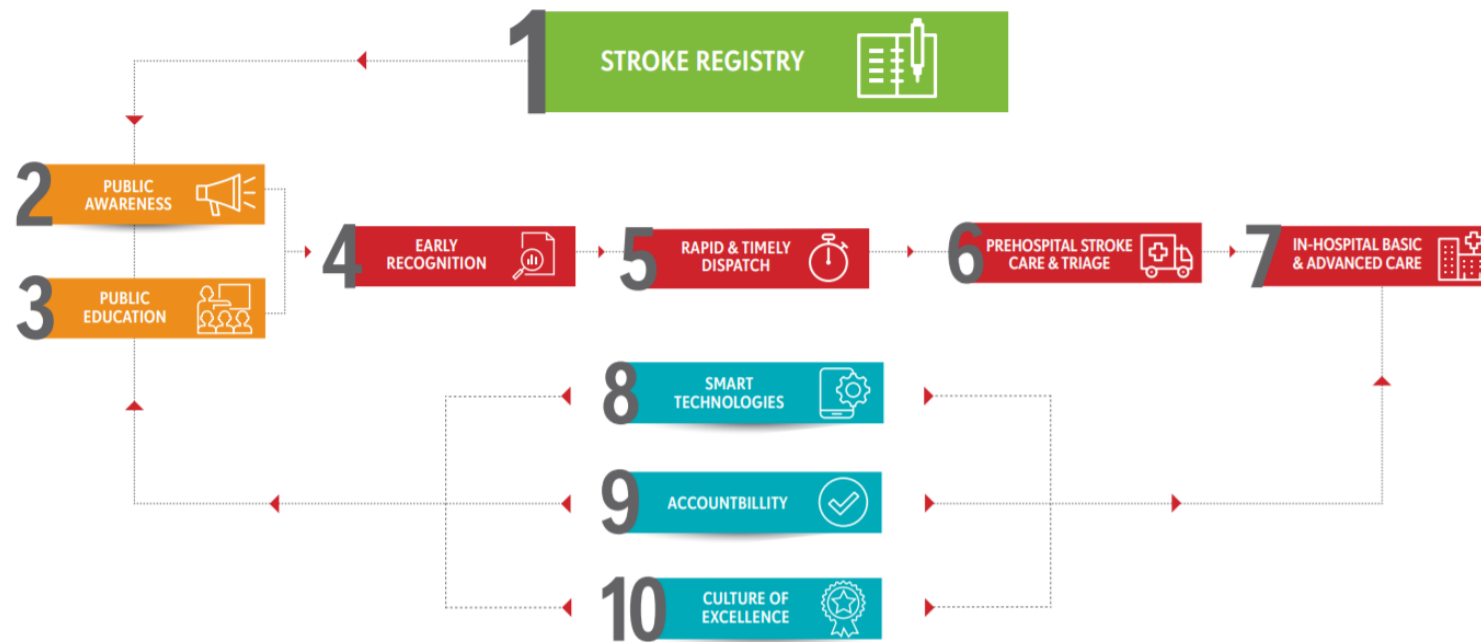 1
STROKE REGISTRY
2
PUBLIC
AWARENESS
3
PUBLIC
EDUCATION
4
EARLY
RECOGNITION
5
RAPID & TIMELY
DISPATCH
6
PREHOSPITAL STROKE
CARE & TRIAGE
7
IN-HOSPITAL BASIC
& ADVANCED CARE
8
SMART
TECHNOLOGIES
9
ACCOUNTBILLITY
10
CULTURE OF
EXCELLENCE